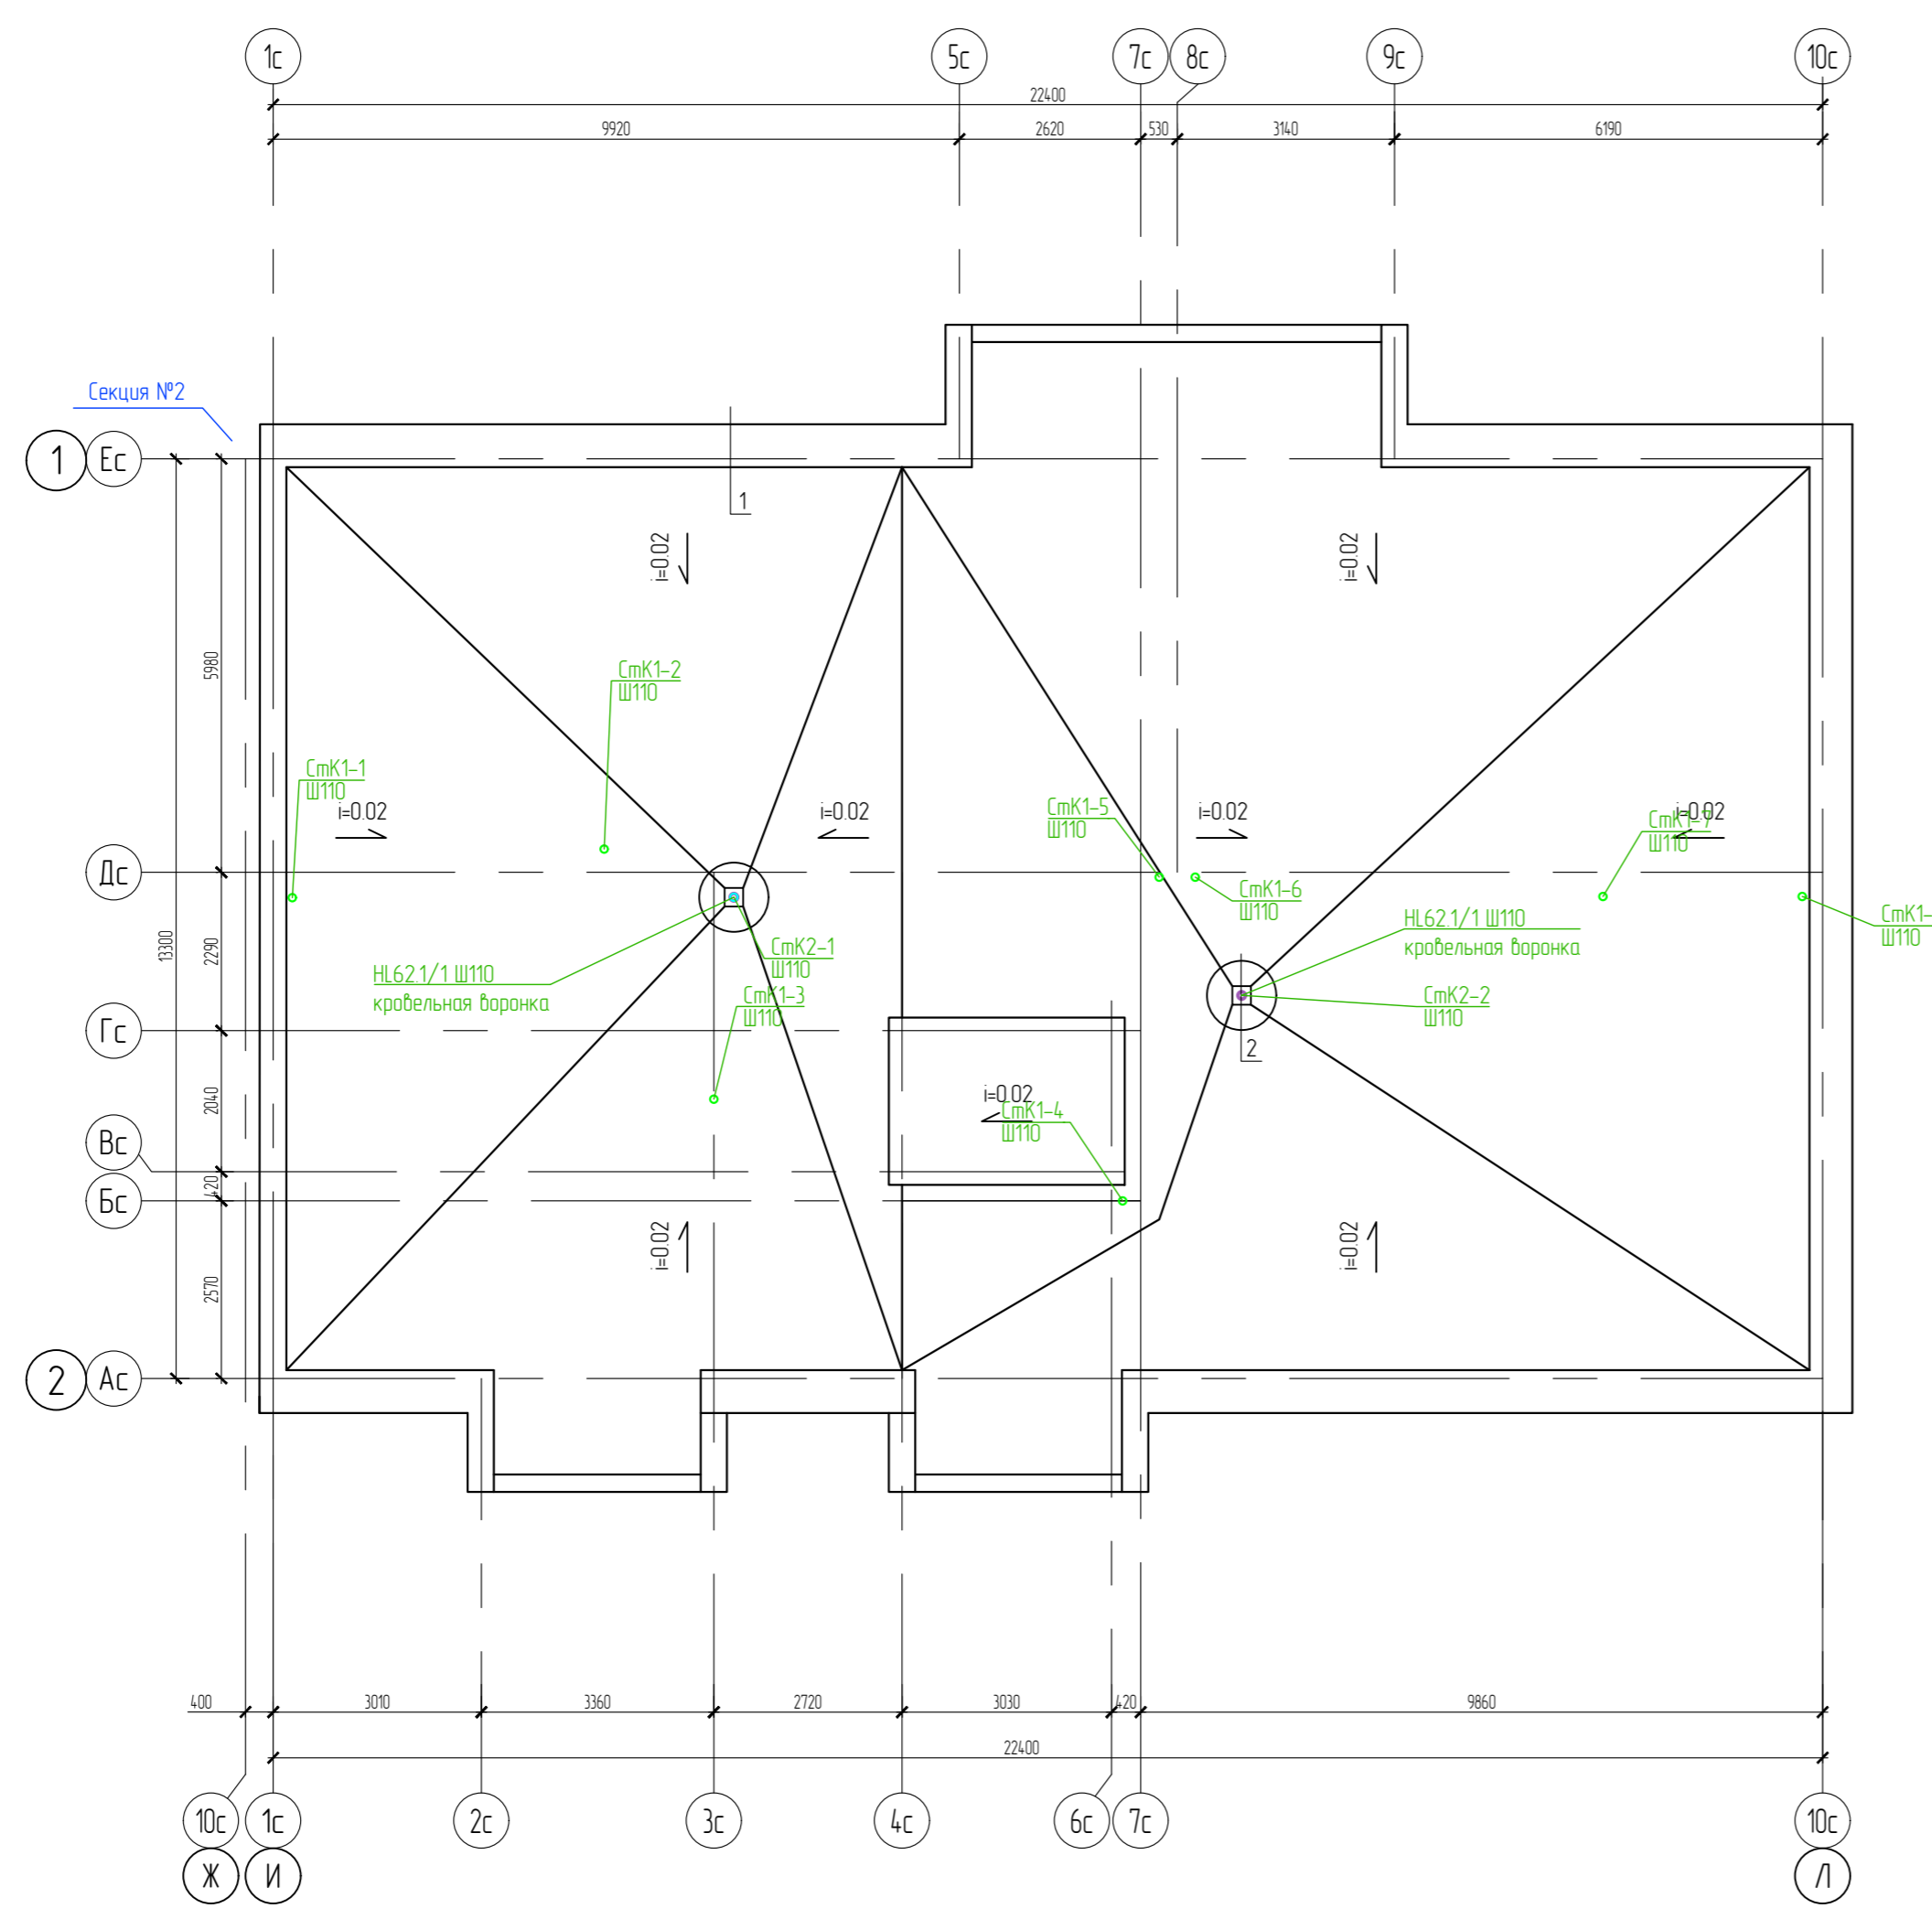 1с 5с 7с 8с 9с 10с
22400
9920 2620 530 3140 6190
Секция №2
1 Ес
1
i=0.02 i=0.02
5980
СтК1-2
Ш110
СтК1-1
Ш110
i=0.02 i=0.02 i=0.02 i=0.02
СтК1-5
Ш110
СтК1-7
Ш110
Дс
СтК1-6
Ш110
HL62.1/1 Ш110
кровельная воронка
СтК1-
Ш110
13300
2290
СтК2-1
Ш110
HL62.1/1 Ш110
кровельная воронка
СтК1-3
Ш110
СтК2-2
Ш110
Гс
2
2040
i=0.02
СтК1-4
Ш110
Вс
420
Бс
i=0.02 i=0.02
2570
2 Ас
400 3010 3360 2720 3030 420 9860
22400
10с 1с 2с 3с 4с 6с 7с 10с
Ж И Л